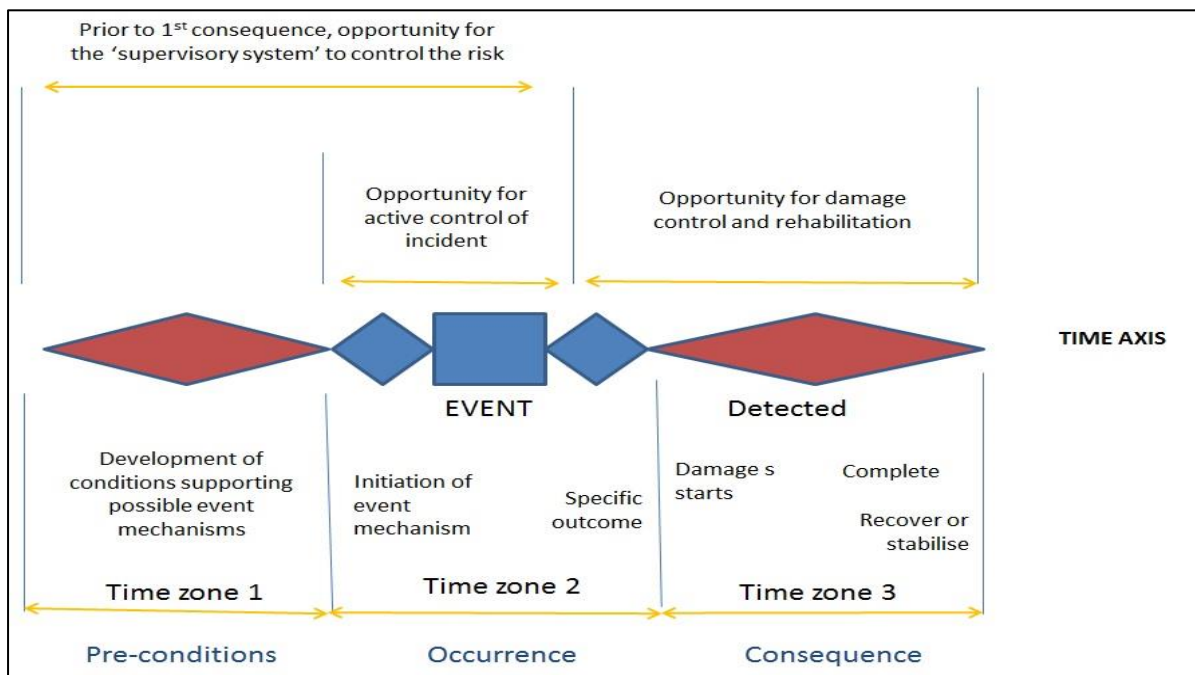 Prior to 1st consequence, opportunity for
the ‘supervisory system’ to control the risk
Opportunity for
active control of
incident
Opportunity for damage
control and rehabilitation
TIME AXIS
EVENT
Detected
Development of
conditions supporting
possible event
mechanisms
Initiation of
event
mechanism
Specific
outcome
Damage s
starts
Complete
Recover or
stabilise
Time zone 1
Time zone 2
Time zone 3
Pre-conditions
Occurrence
Consequence